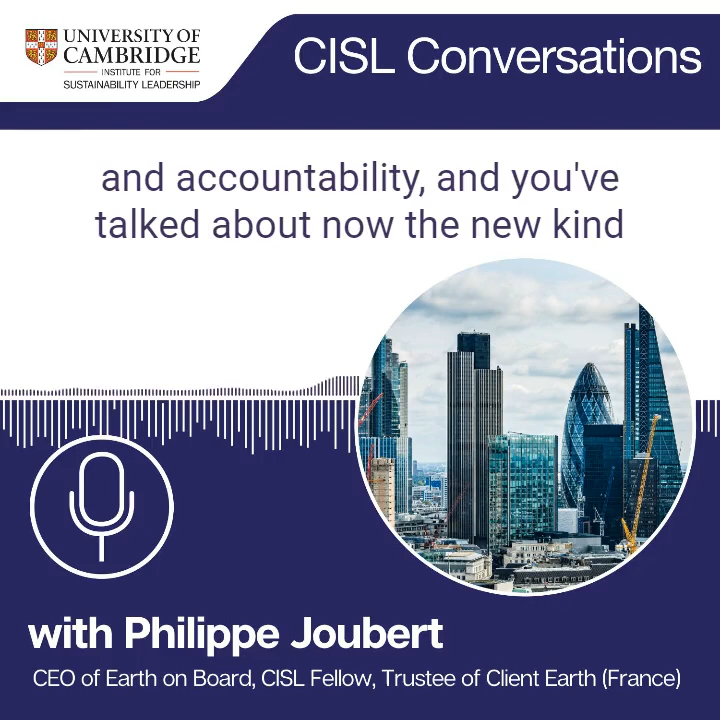 UNIVERSITY OF
CAMBRIDGE
INSTITUTE FOR
SUSTAINABILITY LEADERSHIP
CISL Conversations
and accountability, and you've
talked about now the new kind
with Philippe Joubert
CEO of Earth on Board, CISL Fellow, Trustee of Client Earth (France)